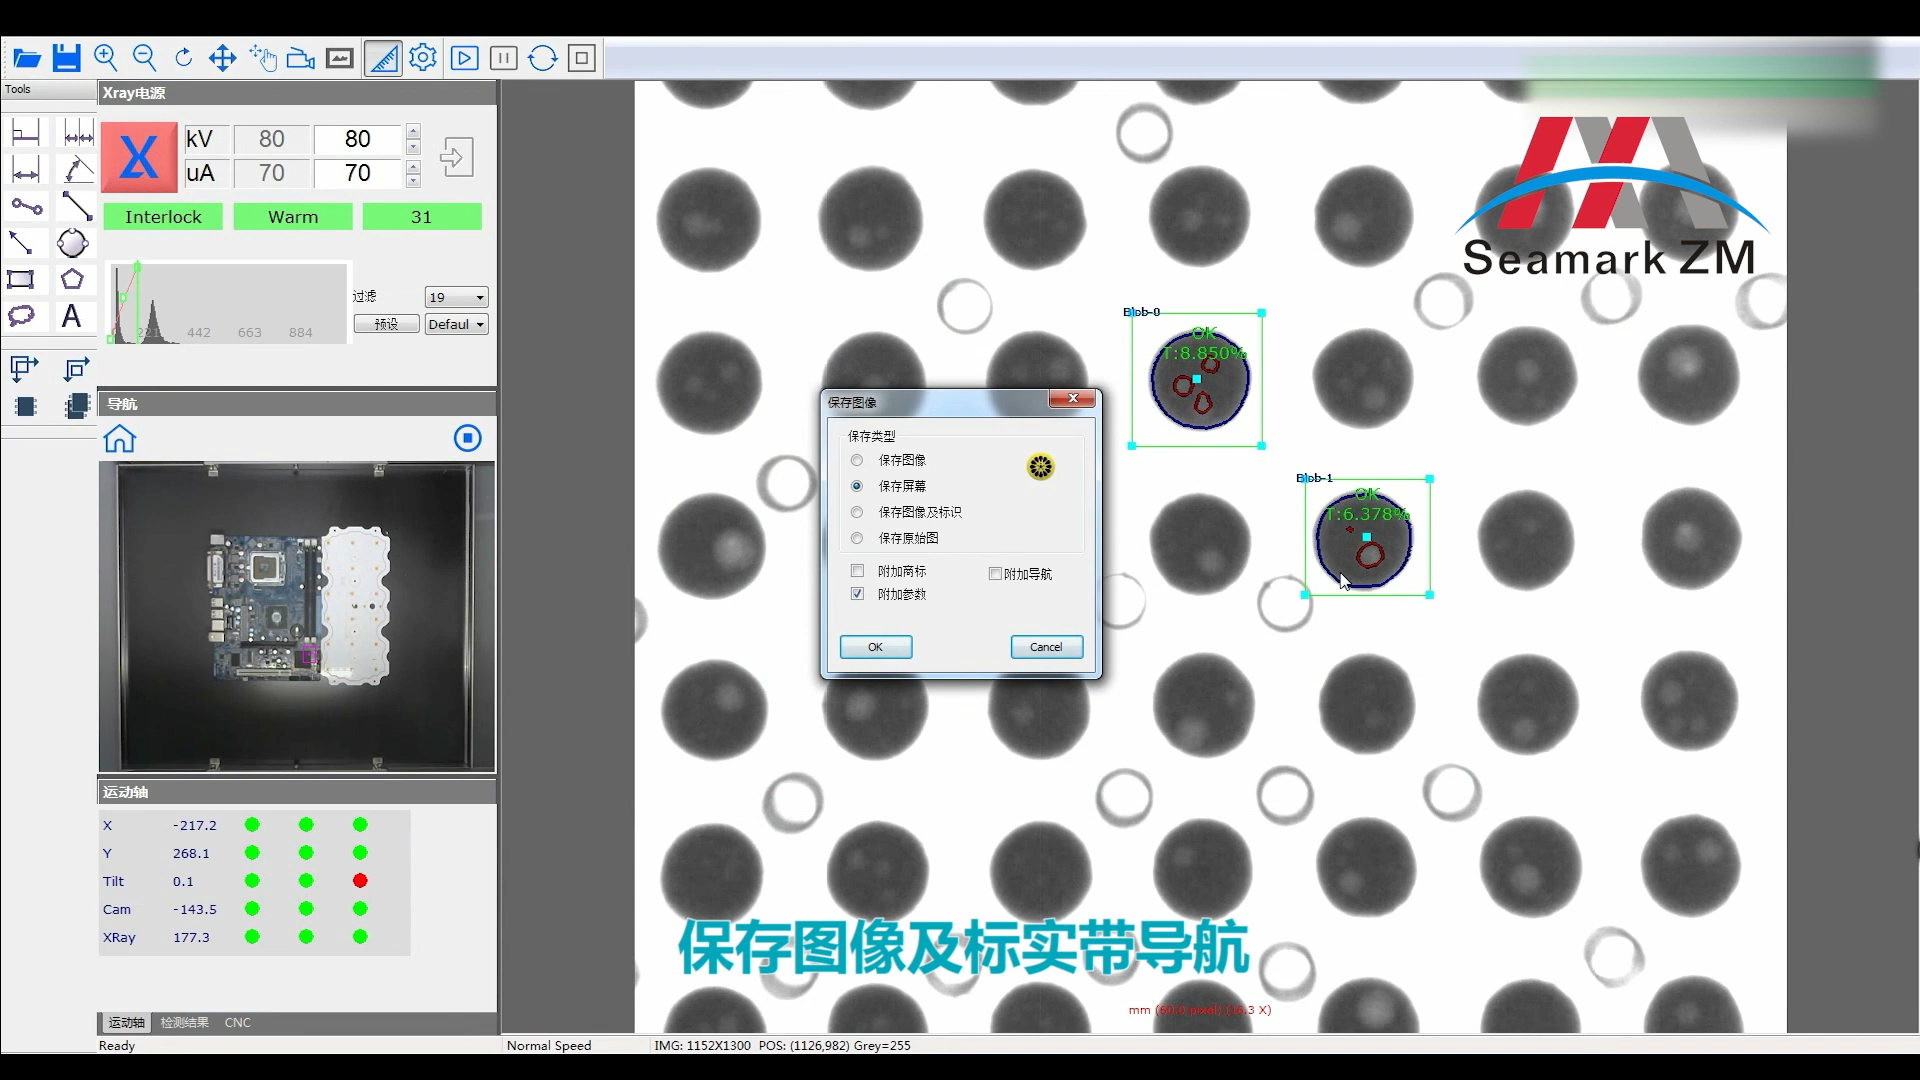 Tools
Xray电源
kV 80 80
uA 70 70
Interlock Warm 31
过滤 19
预设 Defaul
221 442 663 884
导航
运动轴
X -217.2
Y 268.1
Tilt 0.1
Cam -143.5
XRay 177.3
运动轴 检测结果 CNC
Ready
Normal Speed
IMG: 1152X1300 POS: (1126,982) Grey=255
Seamark ZM
Blob-0
OK
T:8.850%
Blob-1
OK
T:6.378%
保存图像
保存类型
保存图像
保存屏幕
保存图像及标识
保存原始图
附加商标
附加导航
附加参数
OK Cancel
保存图像及标实带导航